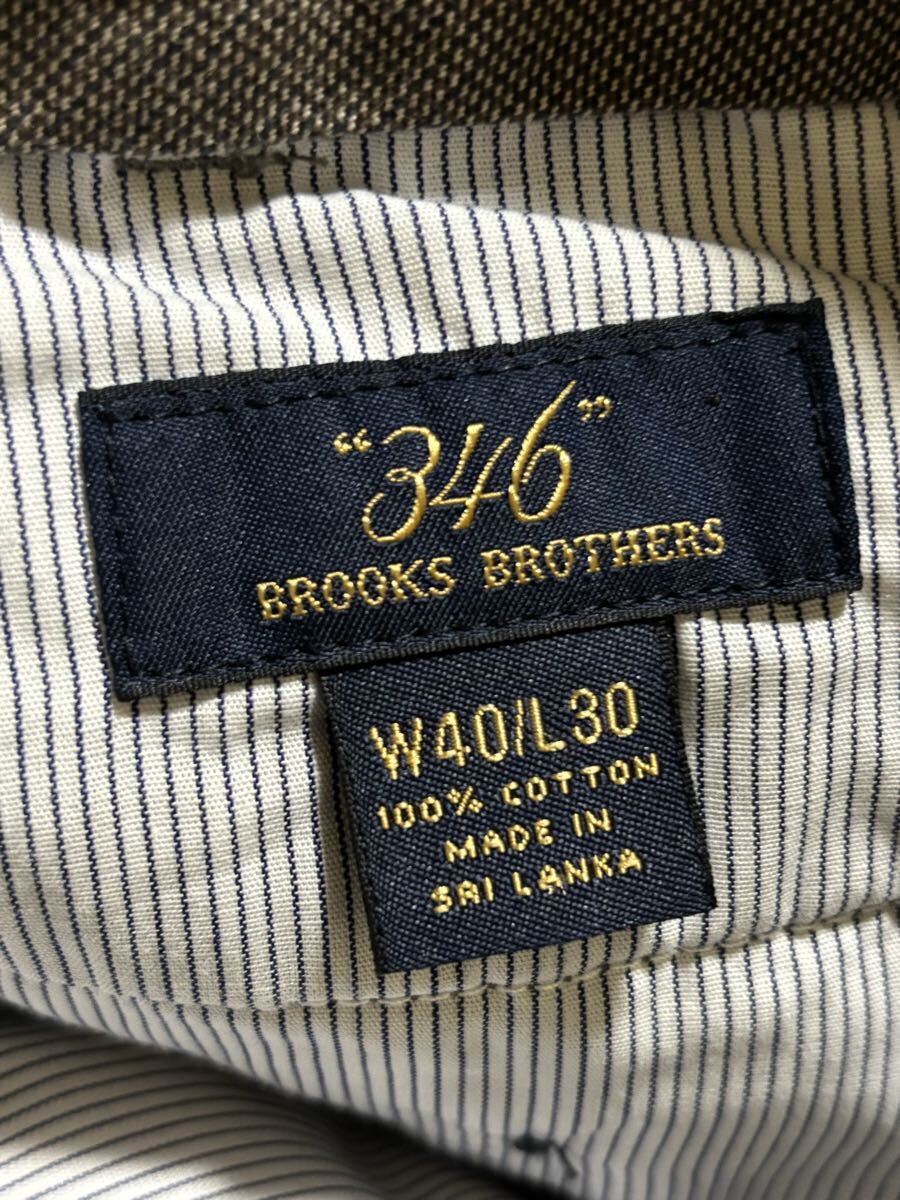 “346”
BROOKS BROTHERS
W40/L30
100% COTTON
MADE IN
SRI LANKA